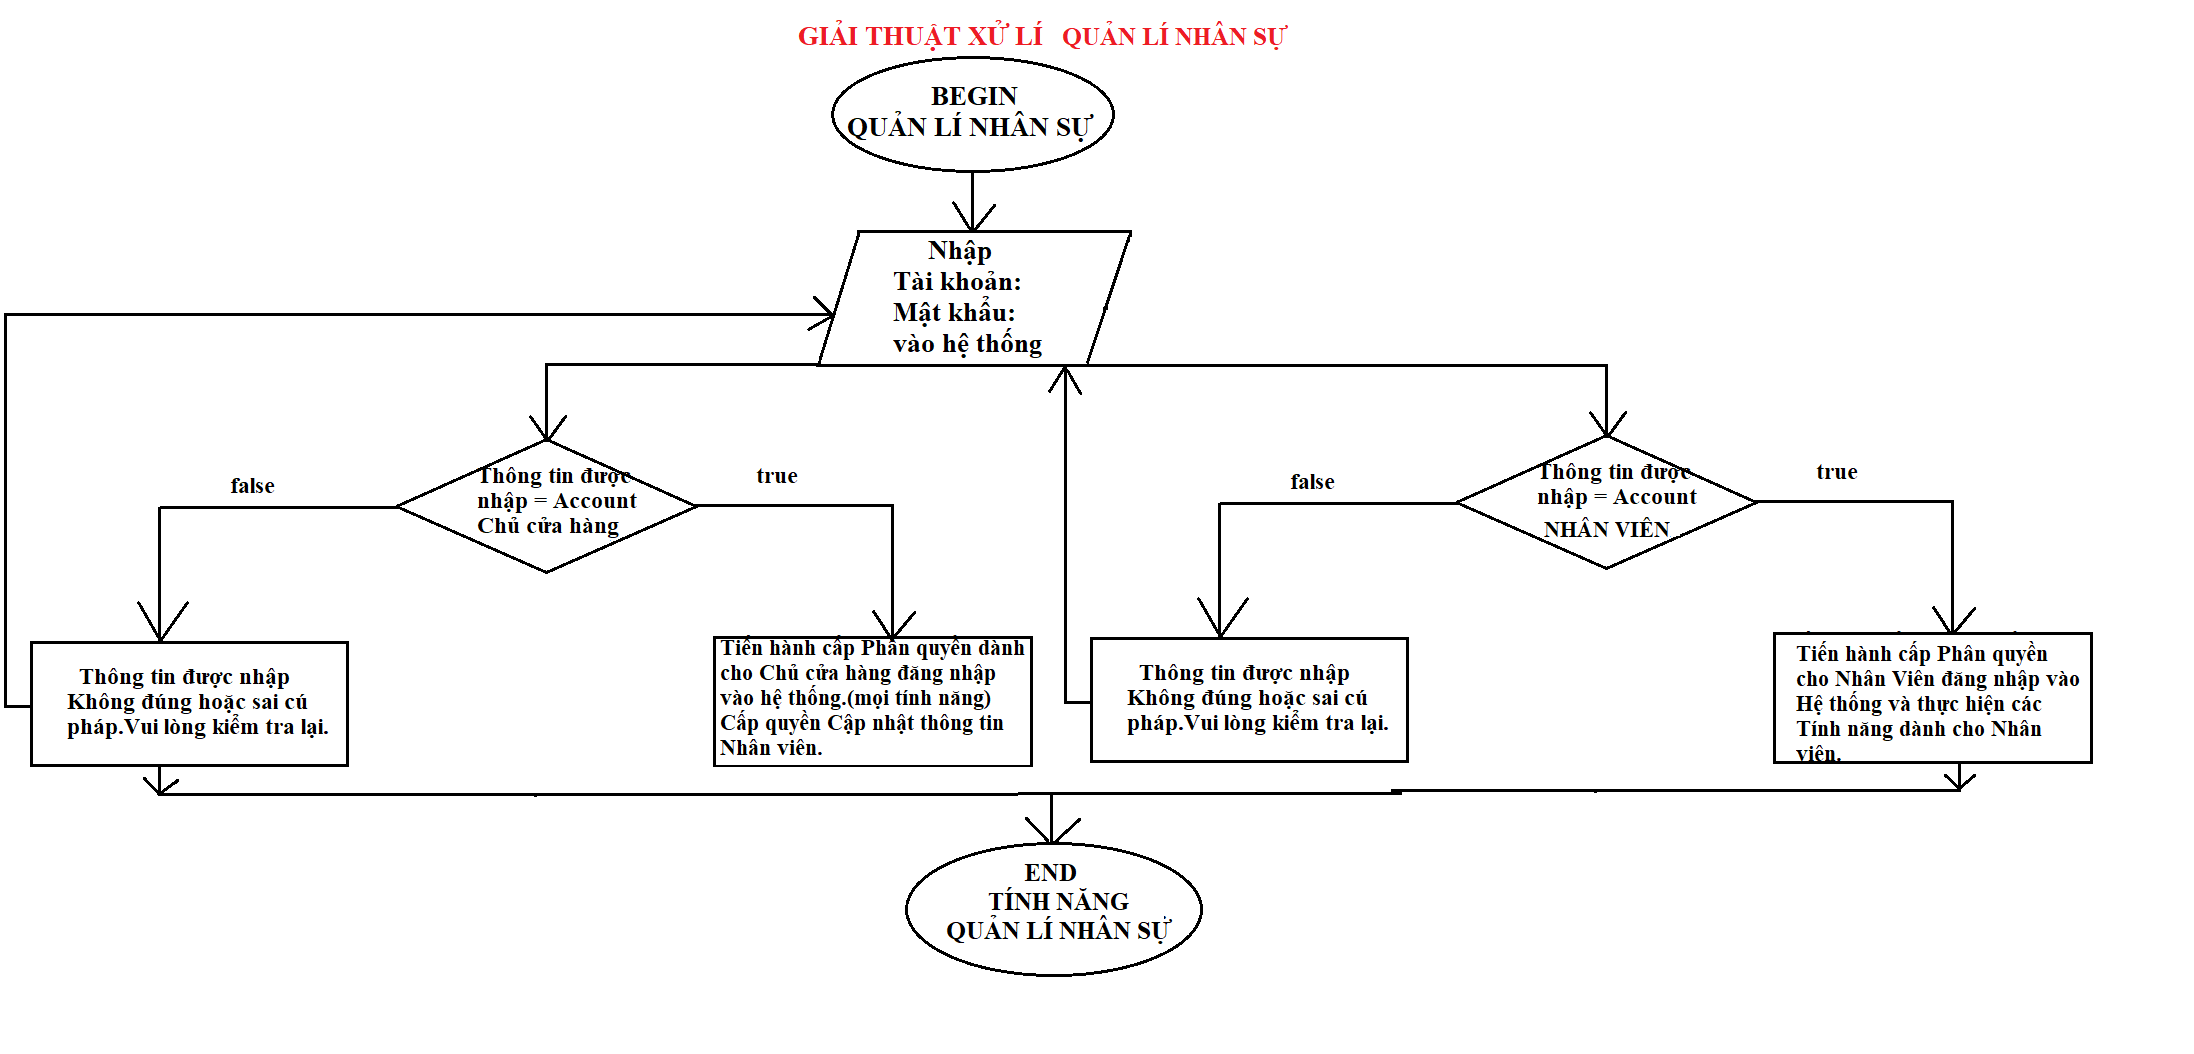 GIẢI THUẬT XỬ LÍ QUẢN LÍ NHÂN SỰ
BEGIN
QUẢN LÍ NHÂN SỰ
Nhập
Tài khoản:
Mật khẩu:
vào hệ thống
false
Thông tin được
nhập = Account
Chủ cửa hàng
true
false
Thông tin được
nhập = Account
NHÂN VIÊN
true
Thông tin được nhập
Không đúng hoặc sai cú
pháp.Vui lòng kiểm tra lại.
Tiến hành cấp Phân quyền dành
cho Chủ cửa hàng đăng nhập
vào hệ thống.(mọi tính năng)
Cấp quyền Cập nhật thông tin
Nhân viên.
Thông tin được nhập
Không đúng hoặc sai cú
pháp.Vui lòng kiểm tra lại.
Tiến hành cấp Phân quyền
cho Nhân Viên đăng nhập vào
Hệ thống và thực hiện các
Tính năng dành cho Nhân
viên.
END
TÍNH NĂNG
QUẢN LÍ NHÂN SỰ